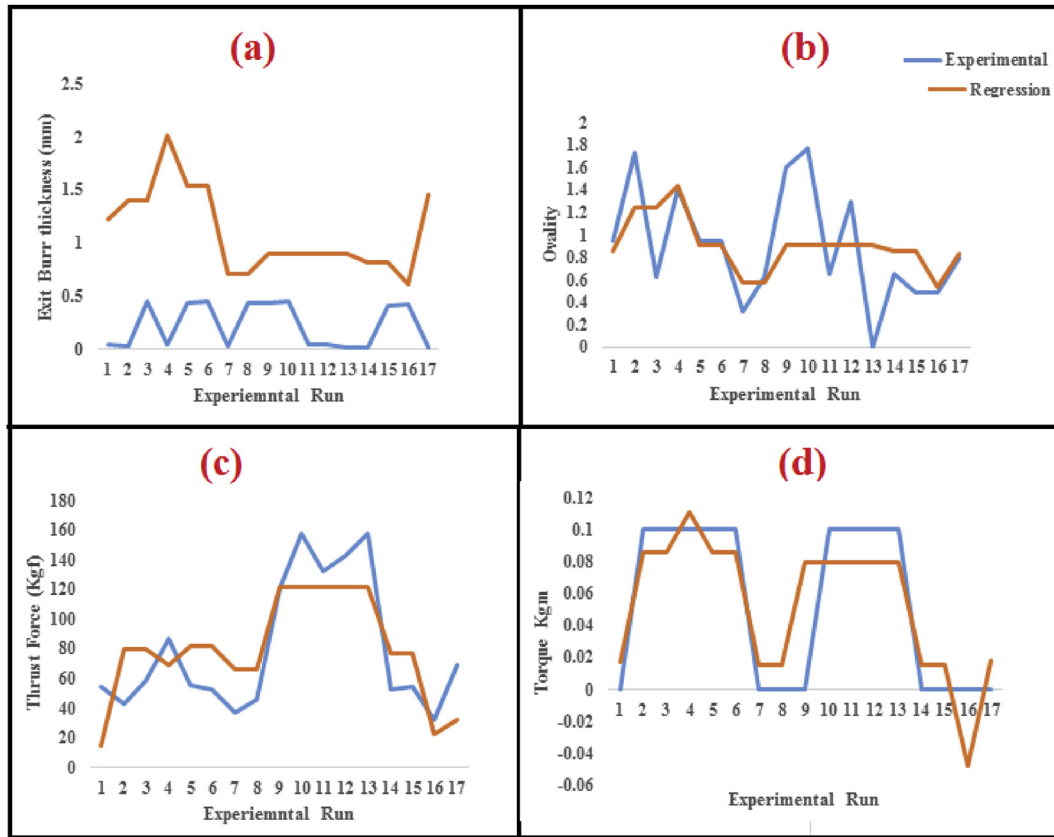 (a)
Exit Burr thickness (mm)
2.5
2
1.5
1
0.5
0
1 2 3 4 5 6 7 8 9 10 11 12 13 14 15 16 17
Experiemntal Run
(b)
Experimental
Regression
Ovality
2
1.8
1.6
1.4
1.2
1
0.8
0.6
0.4
0.2
0
1 2 3 4 5 6 7 8 9 10 11 12 13 14 15 16 17
Experimental Run
(c)
Thrust Force (Kgf)
180
160
140
120
100
80
60
40
20
0
1 2 3 4 5 6 7 8 9 10 11 12 13 14 15 16 17
Experiemntal Run
(d)
Torque Kgm
0.12
0.1
0.08
0.06
0.04
0.02
0
-0.02
-0.04
-0.06
1 2 3 4 5 6 7 8 9 10 11 12 13 14 15 16 17
Experimental Run